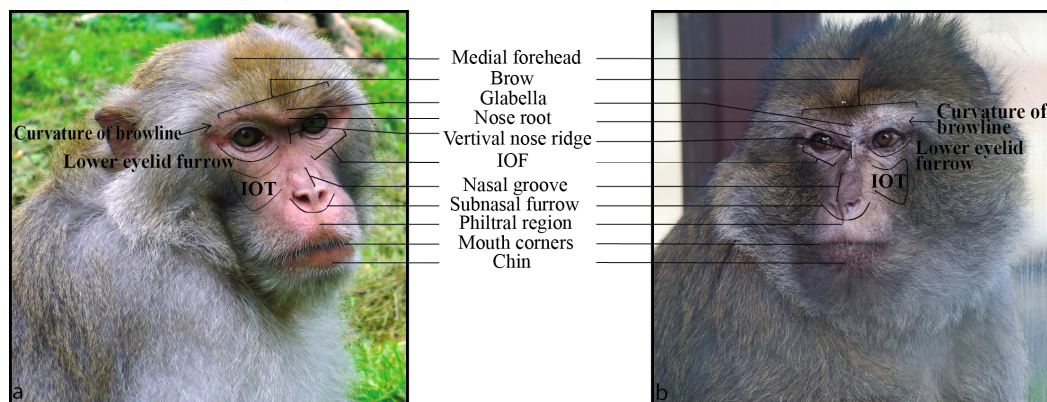 Medial forehead
Brow
Glabella
Nose root
Vertival nose ridge
IOF
Nasal groove
Subnasal furrow
Philtral region
Mouth corners
Chin
Curvature of browline
Lower eyelid furrow
IOT
a
Curvature of
browline
Lower eyelid
furrow
IOT
b